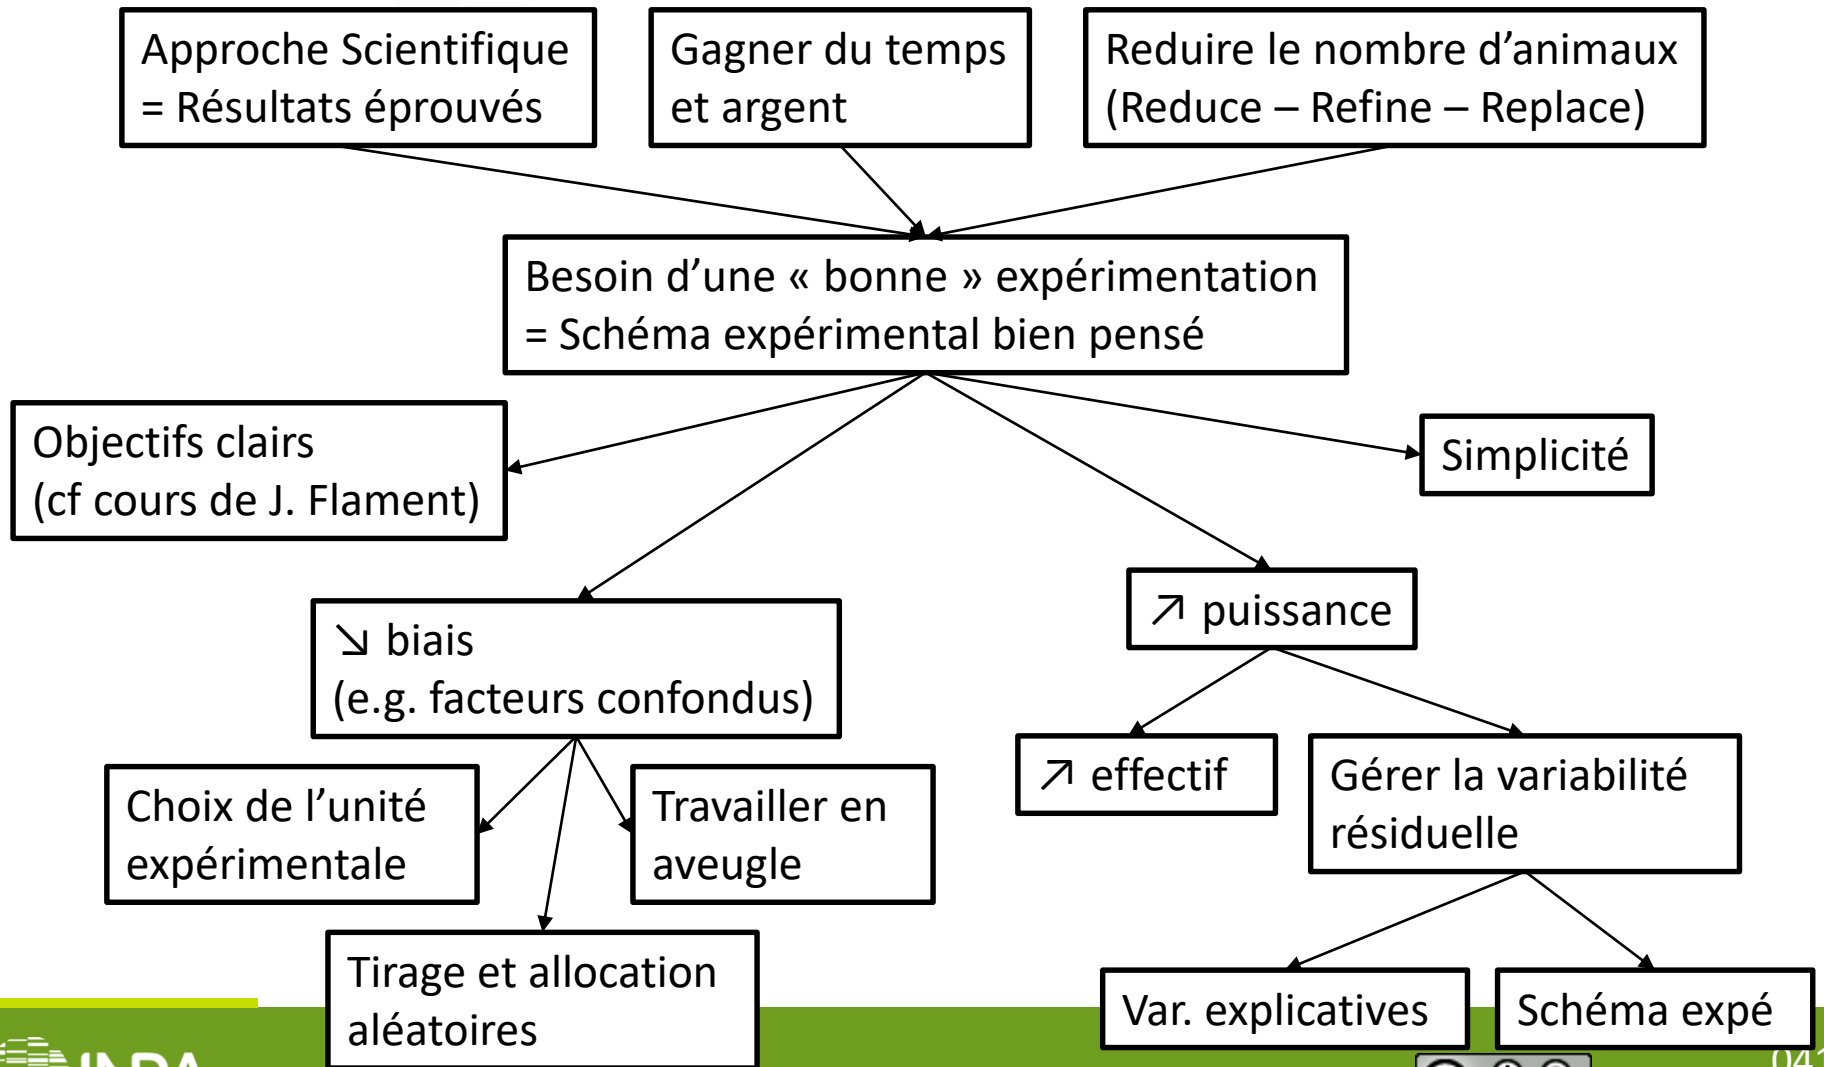 Approche Scientifique
= Résultats éprouvés
Gagner du temps
et argent
Reduire le nombre d’animaux
(Reduce – Refine – Replace)
Besoin d’une « bonne » expérimentation
= Schéma expérimental bien pensé
Objectifs clairs
(cf cours de J. Flament)
Simplicité
↘ biais
(e.g. facteurs confondus)
↗ puissance
Choix de l’unité
expérimentale
Travailler en
aveugle
↗ effectif
Gérer la variabilité
résiduelle
Tirage et allocation
aléatoires
Var. explicatives
Schéma expé